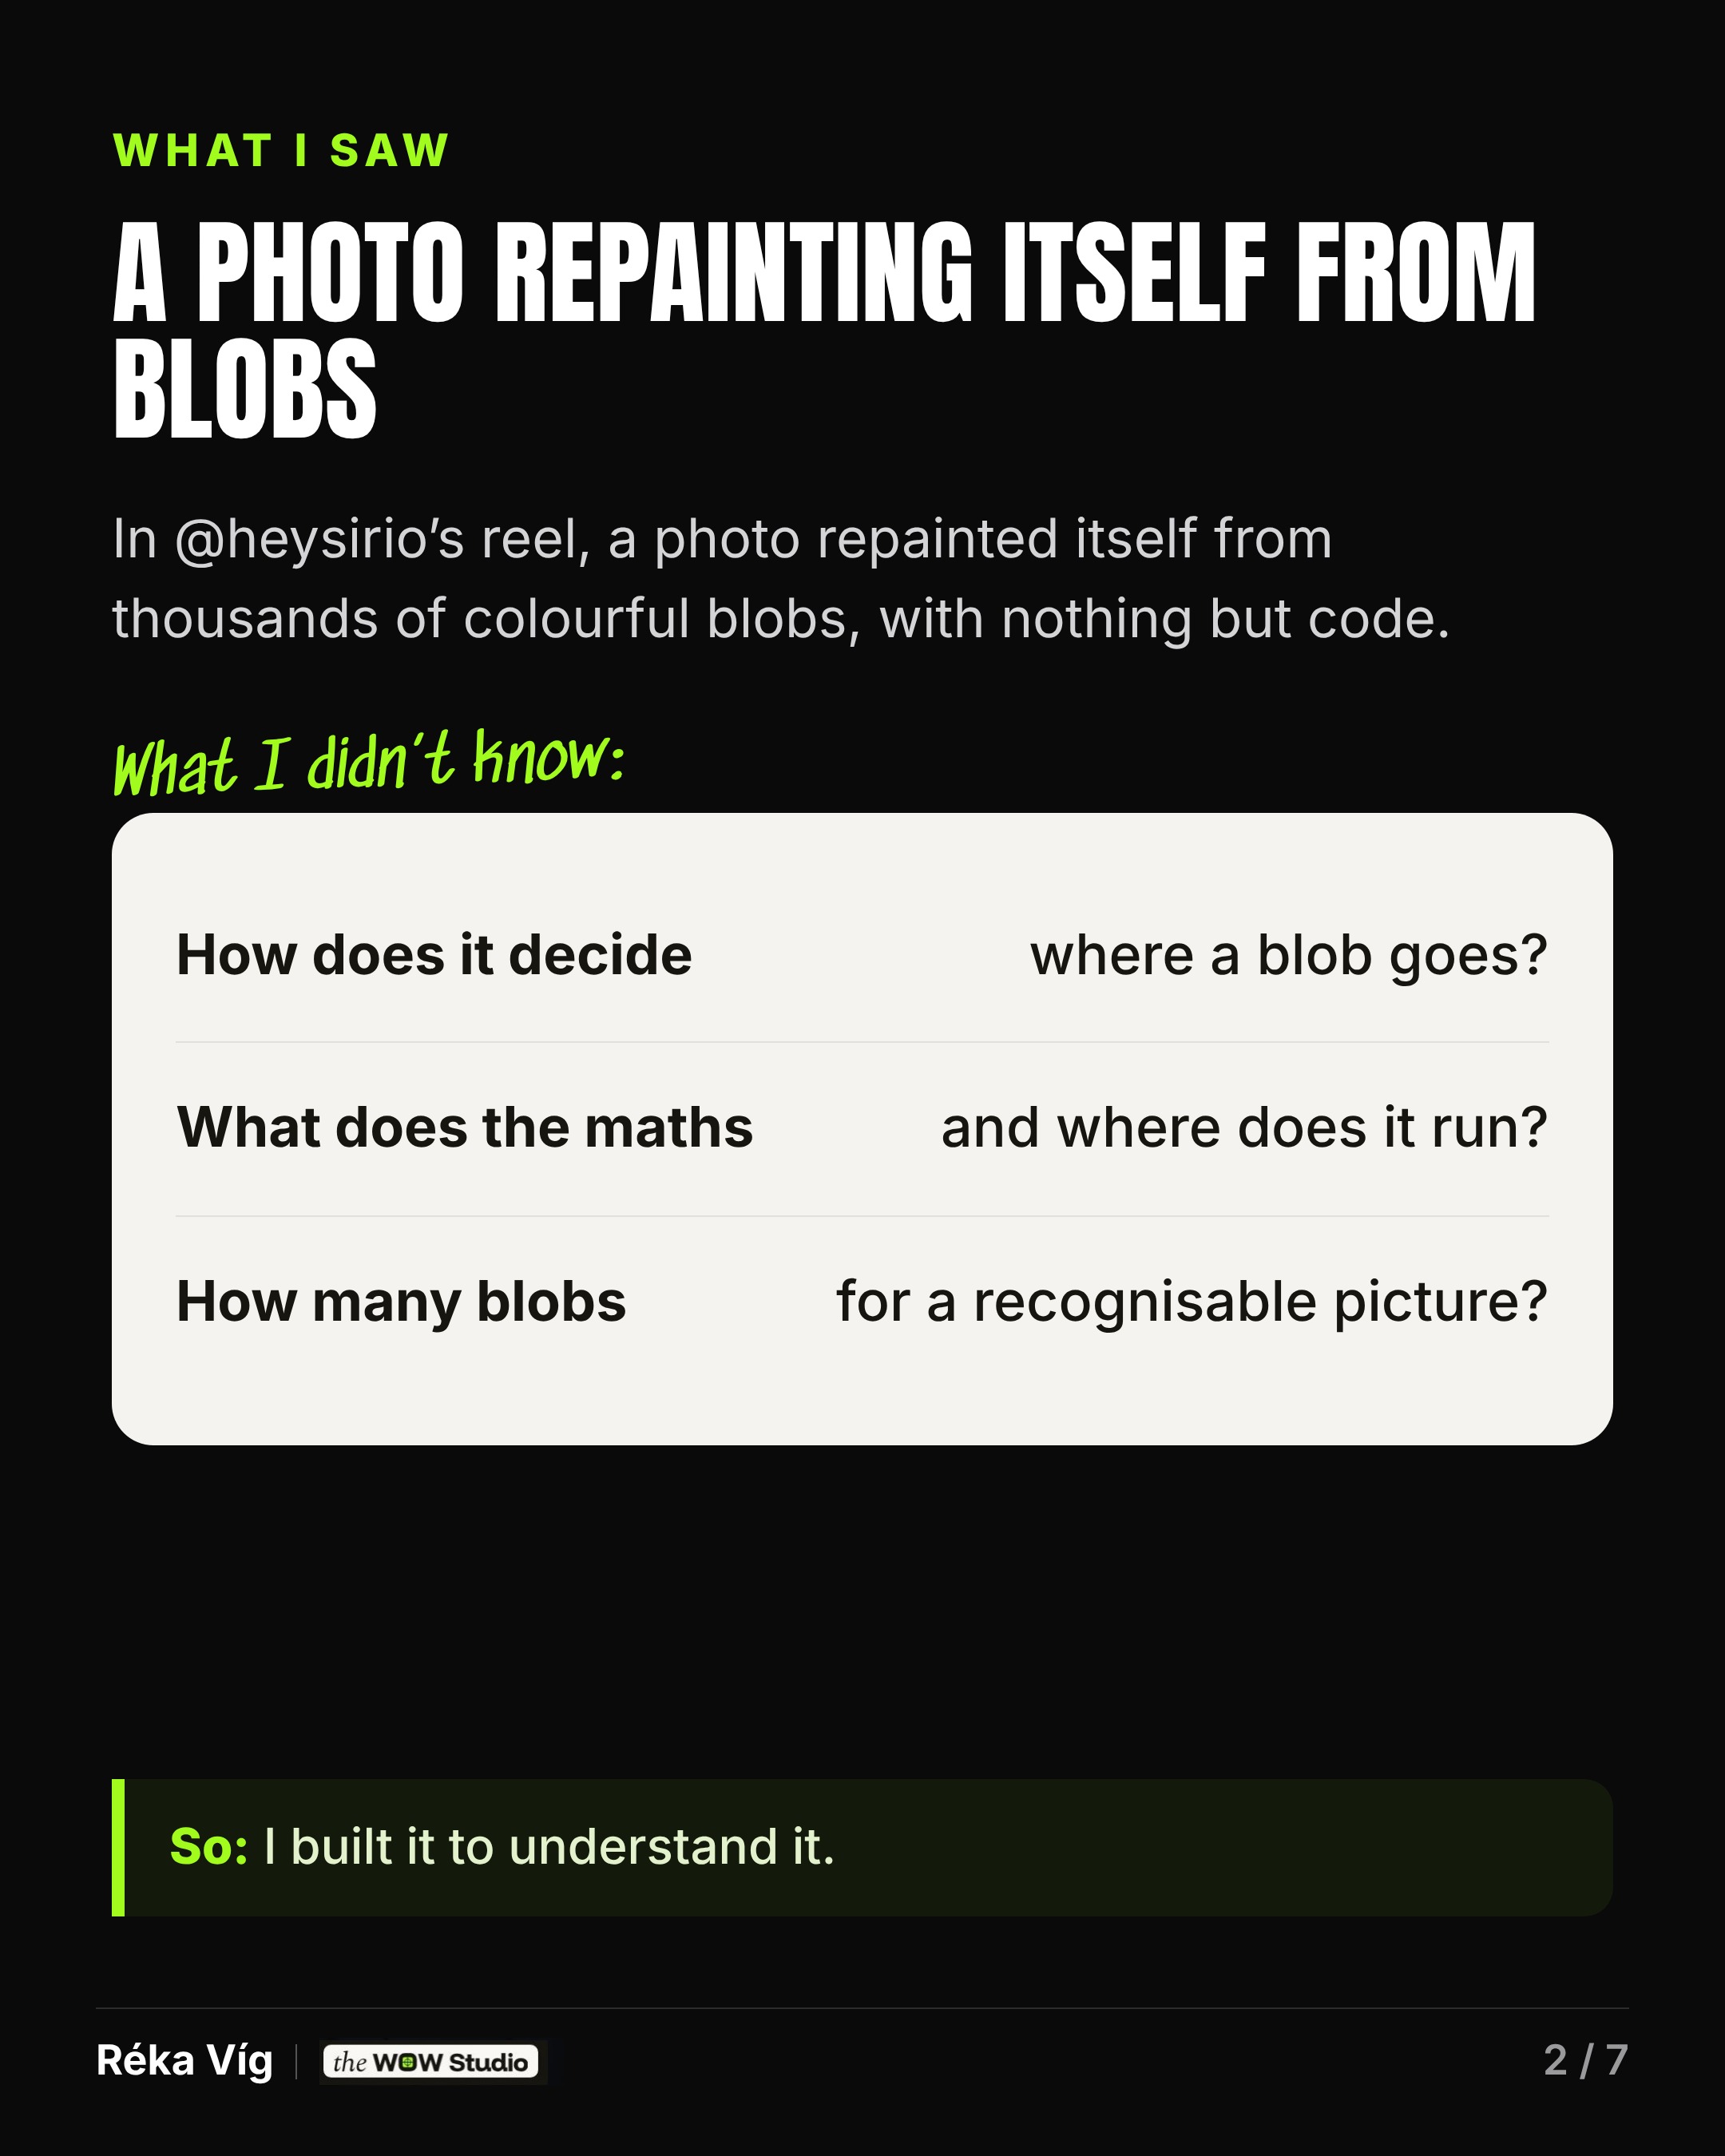 WHAT I SAW
A PHOTO REPAINTING ITSELF FROM
BLOBS
In @heysirio’s reel, a photo repainted itself from
thousands of colourful blobs, with nothing but code.
What I didn’t know:
How does it decide where a blob goes?
What does the maths and where does it run?
How many blobs for a recognisable picture?
So: I built it to understand it.
Réka Víg the WOW Studio 2 / 7